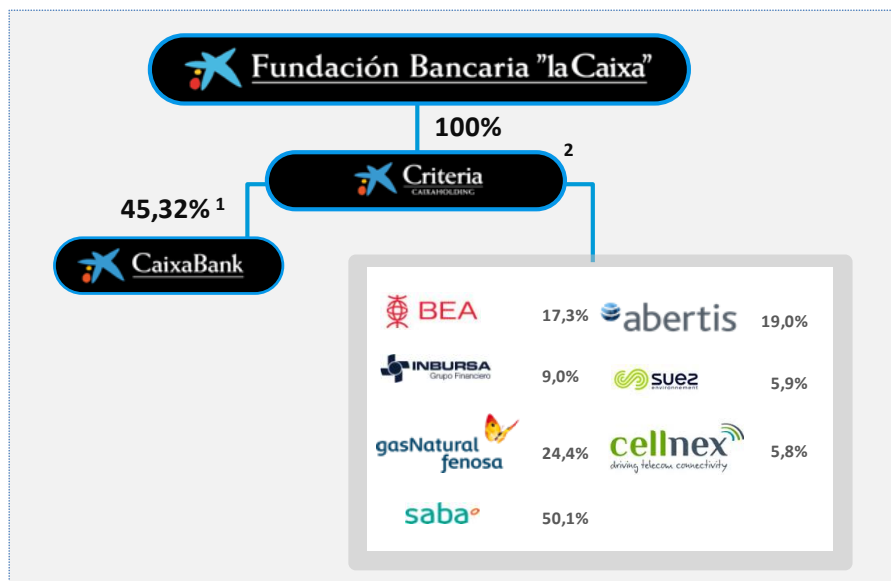 Fundación Bancaria "la Caixa"
100%
2
Criteria
CAIXAHOLDING
45,32% 1
CaixaBank
BEA
17,3%
abertis
19,0%
INBURSA
Grupo Financiero
9,0%
suez
environnement
5,9%
gasNatural
fenosa
24,4%
cellnex
driving telecom connectivity
5,8%
saba
50,1%